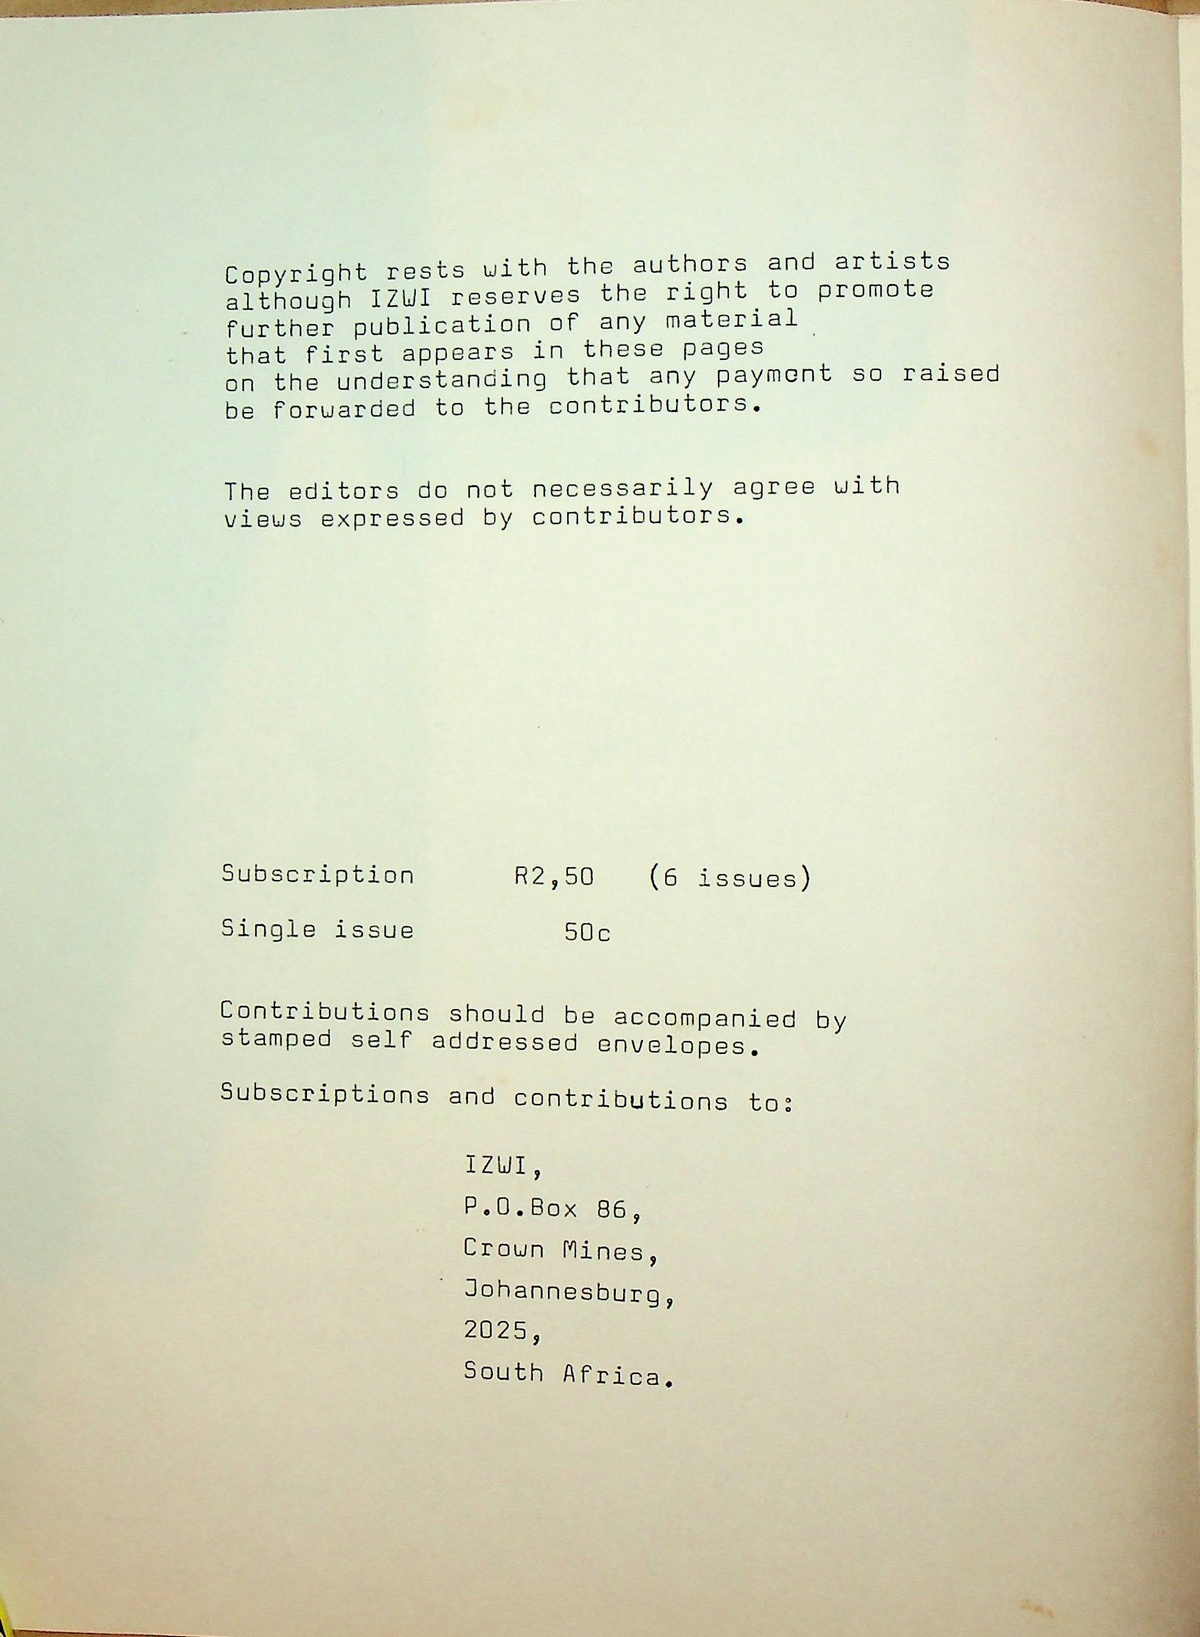 Copyright rests with the authors and artists
although IZWI reserves the right to promote
further publication of any material
that first appears in these pages
on the understanding that any payment so raised
be forwarded to the contributors.
The editors do not necessarily agree with
views expressed by contributors.
Subscription R2,50 (6 issues)
Single issue 50c
Contributions should be accompanied by
stamped self addressed envelopes.
Subscriptions and contributions to:
IZWI,
P.O.Box 86,
Crown Mines,
Johannesburg,
2025,
South Africa.